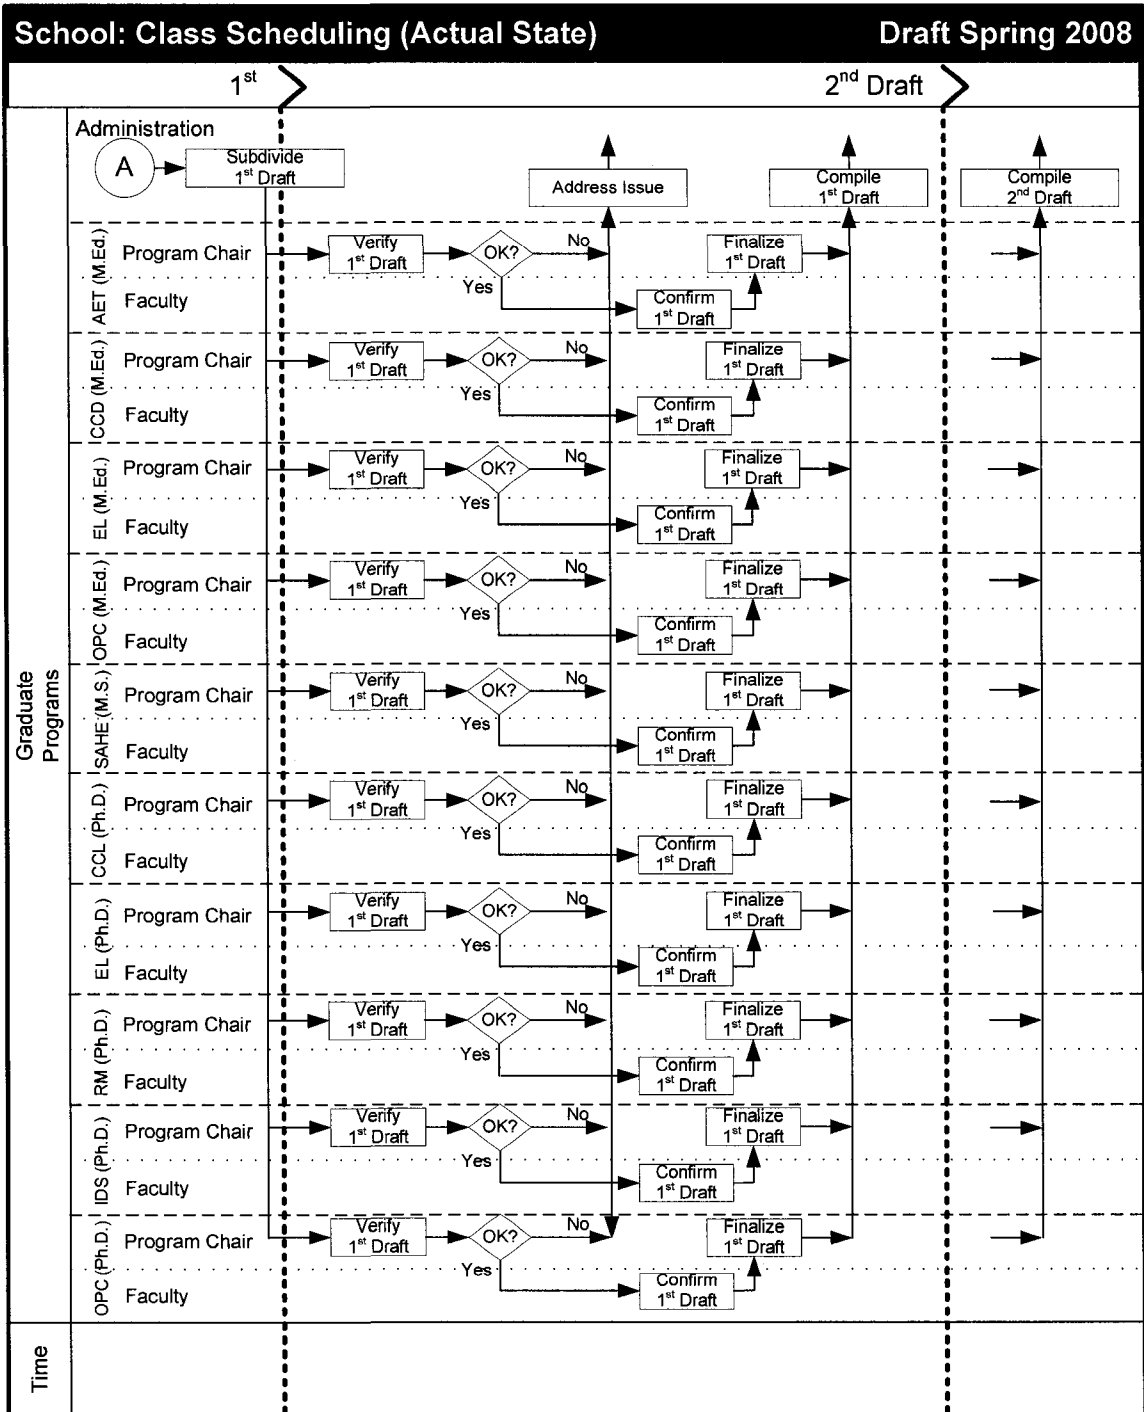 School: Class Scheduling (Actual State) Draft Spring 2008
1st 2nd Draft
Administration
A
Subdivide
1st Draft
Address Issue
Compile
1st Draft
Compile
2nd Draft
Graduate
Programs
AET (M.Ed.)
Program Chair
Verify
1st Draft
OK?
No
Yes
Finalize
1st Draft
Faculty
Confirm
1st Draft
CCD (M.Ed.)
Program Chair
Verify
1st Draft
OK?
No
Yes
Finalize
1st Draft
Faculty
Confirm
1st Draft
EL (M.Ed.)
Program Chair
Verify
1st Draft
OK?
No
Yes
Finalize
1st Draft
Faculty
Confirm
1st Draft
OPC (M.Ed.)
Program Chair
Verify
1st Draft
OK?
No
Yes
Finalize
1st Draft
Faculty
Confirm
1st Draft
SAHE (M.S.)
Program Chair
Verify
1st Draft
OK?
No
Yes
Finalize
1st Draft
Faculty
Confirm
1st Draft
CCL (Ph.D.)
Program Chair
Verify
1st Draft
OK?
No
Yes
Finalize
1st Draft
Faculty
Confirm
1st Draft
EL (Ph.D.)
Program Chair
Verify
1st Draft
OK?
No
Yes
Finalize
1st Draft
Faculty
Confirm
1st Draft
RM (Ph.D.)
Program Chair
Verify
1st Draft
OK?
No
Yes
Finalize
1st Draft
Faculty
Confirm
1st Draft
IDS (Ph.D.)
Program Chair
Verify
1st Draft
OK?
No
Yes
Finalize
1st Draft
Faculty
Confirm
1st Draft
OPC (Ph.D.)
Program Chair
Verify
1st Draft
OK?
No
Yes
Finalize
1st Draft
Faculty
Confirm
1st Draft
Time